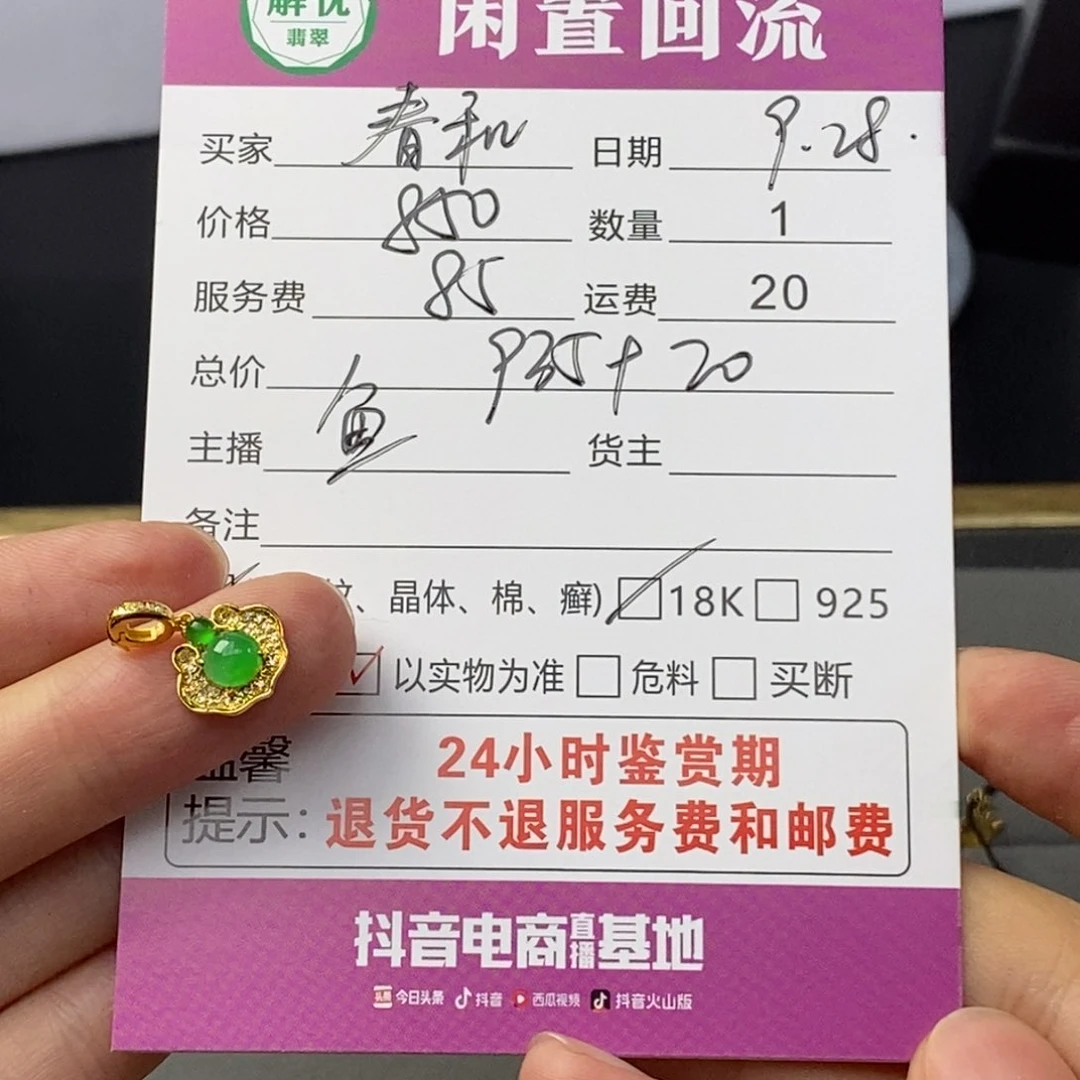 解优
翡翠
闲置回流
买家 春和 日期 9.28.
价格 850 数量 1
服务费 85 运费 20
总价 935+20
主播 鱼 货主
备注
、晶体、棉、癣) 18K 925
以实物为准 危料 买断
温馨 24小时鉴赏期
提示: 退货不退服务费和邮费
抖音电商直播基地
头条 今日头条 抖音 西瓜视频 抖音火山版